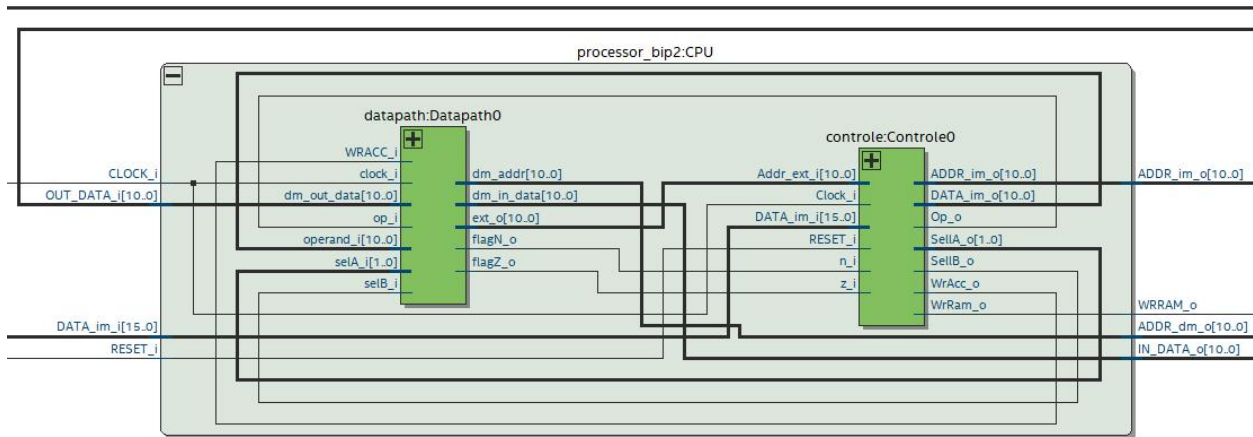 processor_bip2:CPU
datapath:Datapath0
controle:Controle0
CLOCK_i
OUT_DATA_i[10..0]
DATA_im_i[15..0]
RESET_i
WRACC_i
clock_i
dm_out_data[10..0]
op_i
operand_i[10..0]
selA_i[1..0]
selB_i
dm_addr[10..0]
dm_in_data[10..0]
ext_o[10..0]
flagN_o
flagZ_o
Addr_ext_i[10..0]
Clock_i
DATA_im_i[15..0]
RESET_i
n_i
z_i
ADDR_im_o[10..0]
DATA_im_o[10..0]
Op_o
SellA_o[1..0]
SellB_o
WrAcc_o
WrRam_o
ADDR_im_o[10..0]
WRRAM_o
ADDR_dm_o[10..0]
IN_DATA_o[10..0]